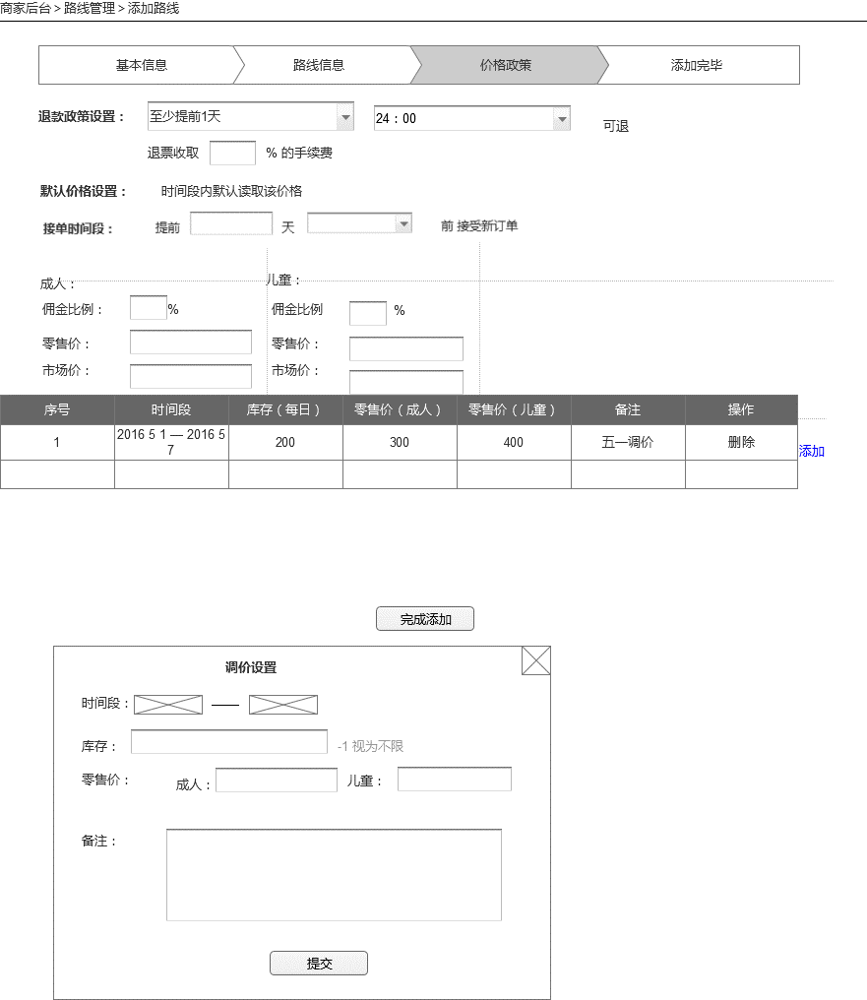 商家后台 > 路线管理 > 添加路线
基本信息 路线信息 价格政策 添加完毕
退款政策设置： 至少提前1天 24：00 可退
退票收取 % 的手续费
默认价格设置： 时间段内默认读取该价格
接单时间段： 提前 天 前 接受新订单
成人： 儿童：
佣金比例： % 佣金比例 %
零售价： 零售价：
市场价： 市场价：
序号 时间段 库存（每日） 零售价（成人） 零售价（儿童） 备注 操作
1 2016 5 1 — 2016 5 7 200 300 400 五一调价 删除
添加
完成添加
调价设置
时间段： ——
库存： -1 视为不限
零售价： 成人： 儿童：
备注：
提交